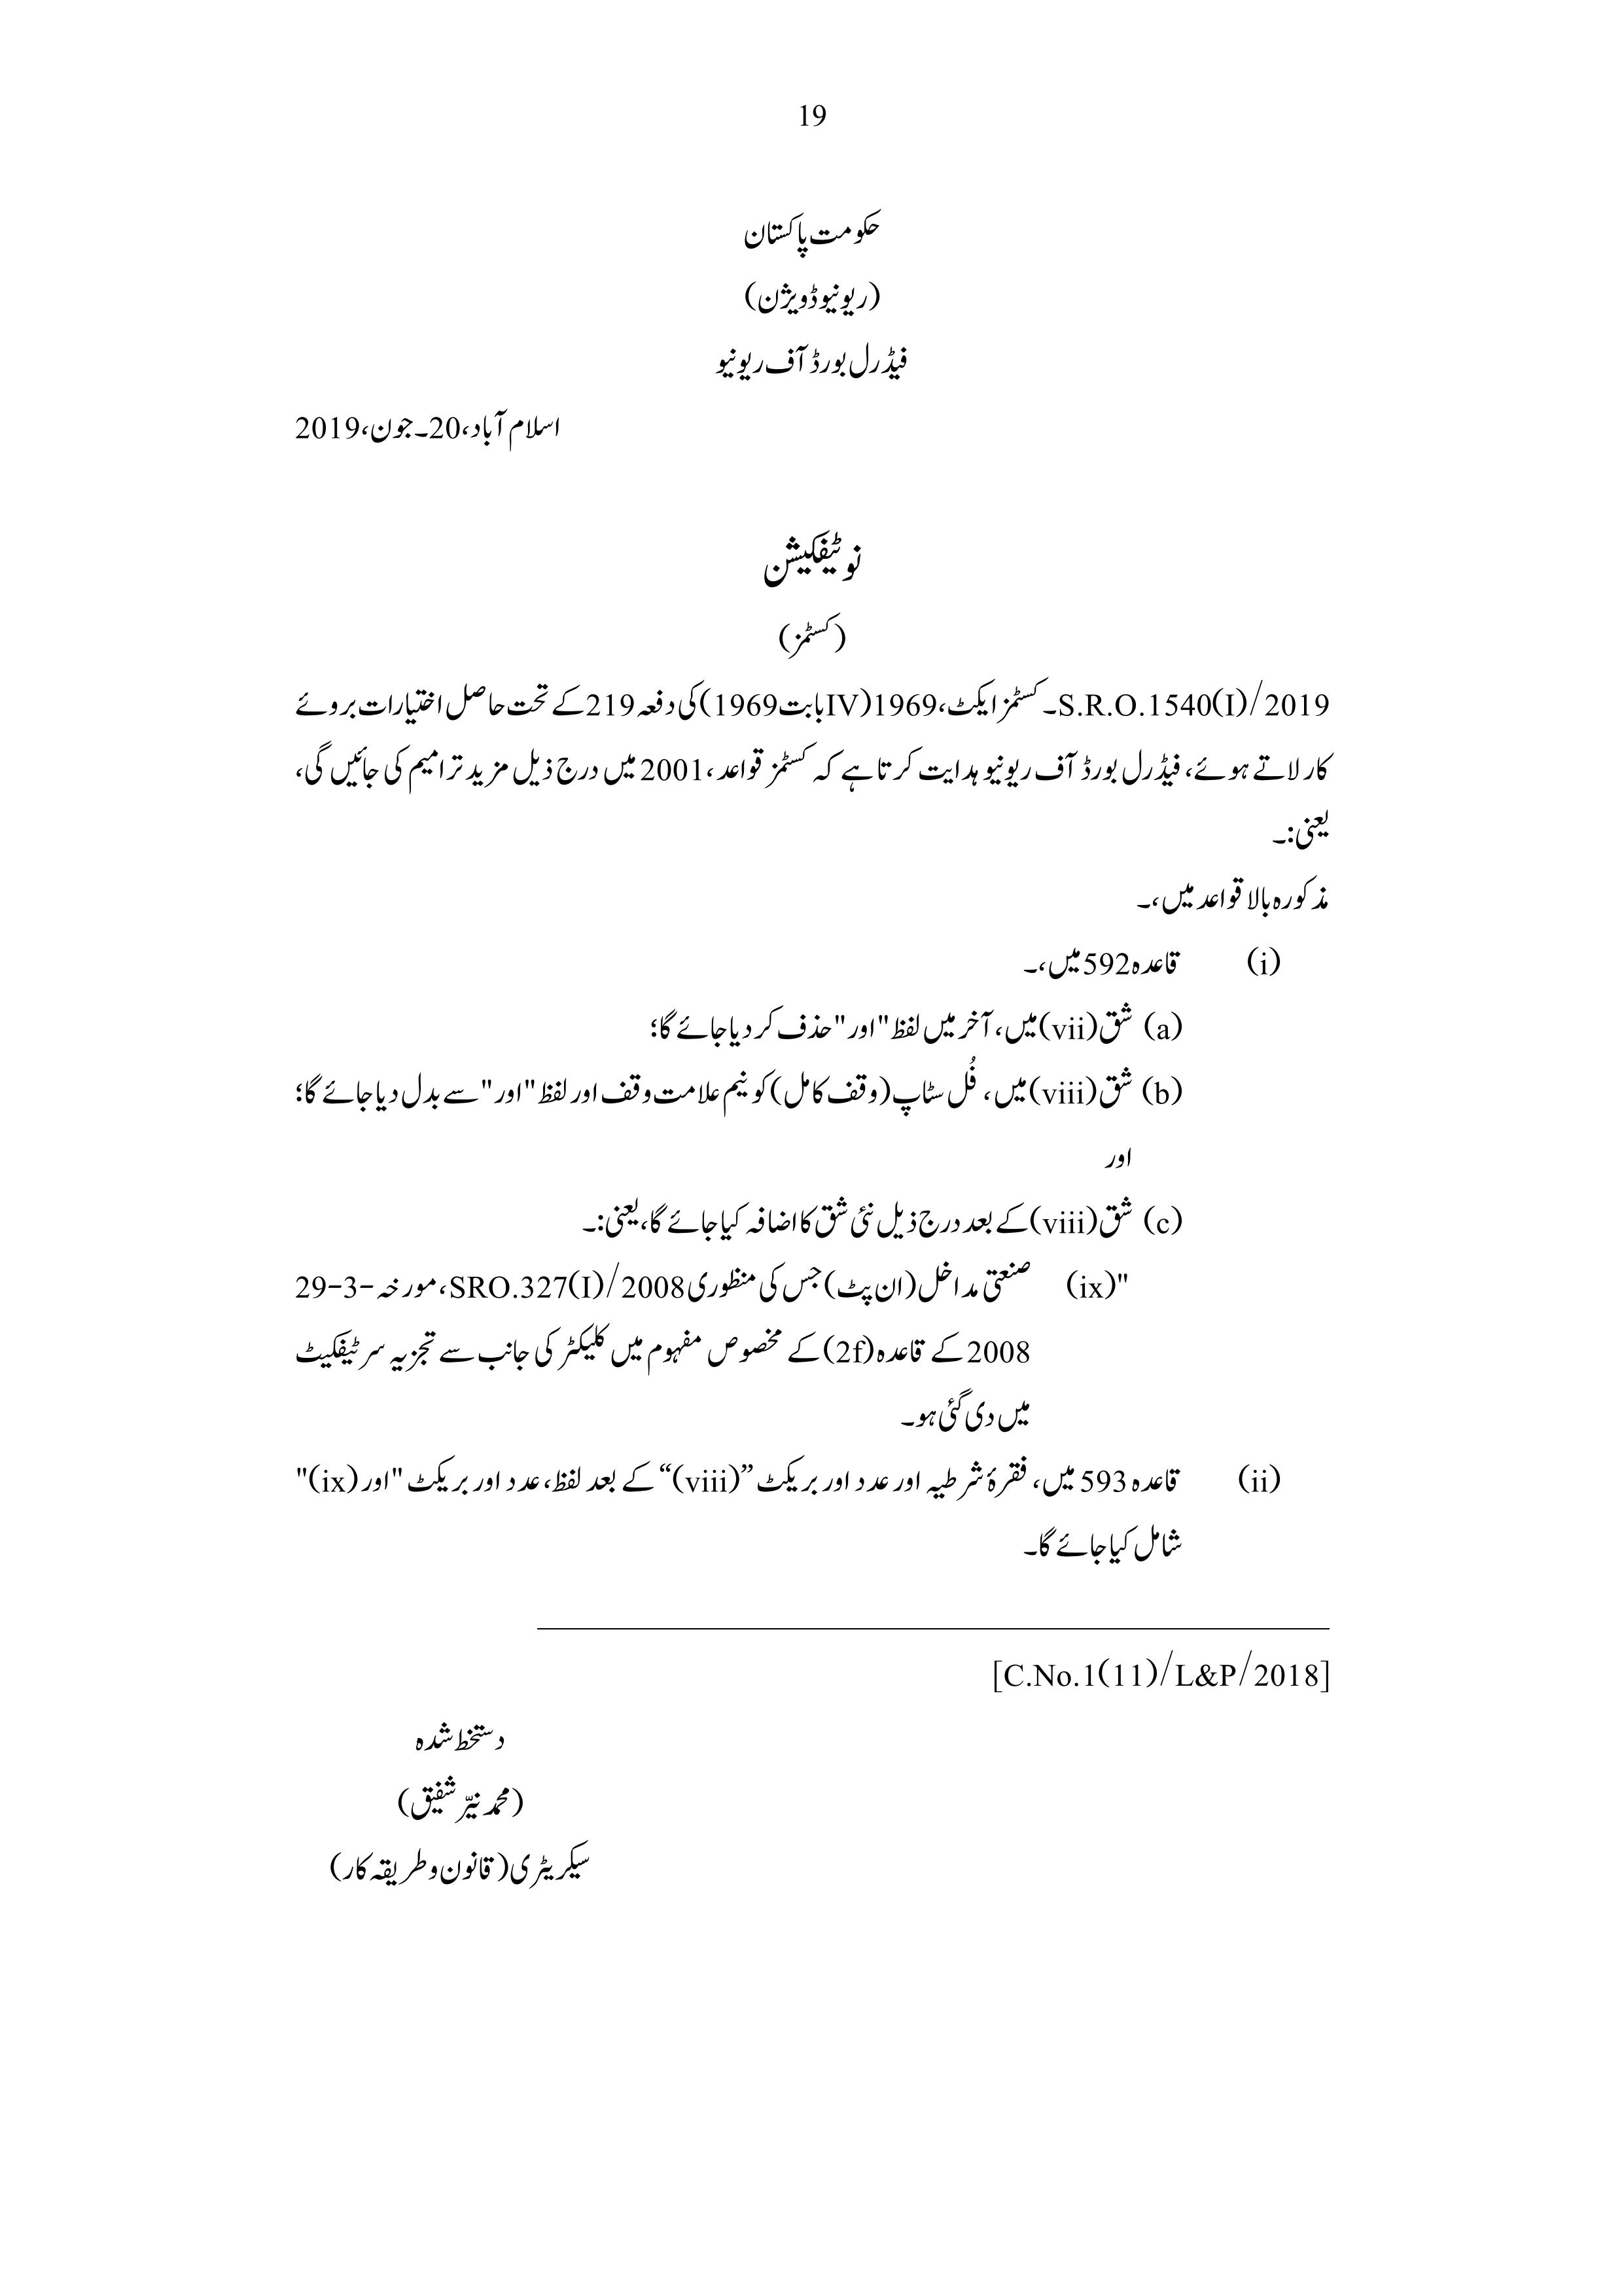 19
حکومت پاکستان
(ریونیو ڈویژن)
فیڈرل بورڈ آف ریونیو
اسلام آباد،20۔جون،2019
نوٹیفکیشن
(کسٹمز)
S.R.O.1540(I)/2019۔ کسٹمز ایکٹ،1969(IVبابت1969) کی دفعہ 219کے تحت حاصل اختیارات بروئے
کار لاتے ہوئے، فیڈرل بورڈ آف ریونیو ہدایت کرتا ہے کہ کسٹمز قواعد،2001 میں درج ذیل مزید ترامیم کی جائیں گی،
یعنی:۔
مذکورہ بالا قواعد میں،۔
(i) قاعدہ 592میں،۔
(a) شق(vii)میں، آخر میں لفظ "اور" حذف کر دیا جائے گا؛
(b) شق(viii)میں، فُل سٹاپ(وقف کامل) کو نیم علامت وقف اور لفظ "اور" سے بدل دیا جائے گا؛
اور
(c) شق(viii)کے بعد درج ذیل نئی شق کا اضافہ کیا جائے گا،یعنی:۔
"(ix) صنعتی مداخل(ان پٹ) جس کی منظوری SRO.327(I)/2008، مورخہ 29-3-
2008 کے قاعدہ(2f) کے مخصوص مفہوم میں کلیکٹر کی جانب سے تجزیہ سرٹیفکیٹ
میں دی گئی ہو۔
(ii) قاعدہ 593 میں، فقرۂ شرطیہ اور عدد اور بریکٹ ”(viii)“ کے بعد لفظ، عدد اور بریکٹ "اور (ix)"
شامل کیا جائے گا۔
[C.No.1(11)/L&P/2018]
دستخط شدہ
(محمد نیّر شفیق)
سیکریٹری(قانون و طریقہ کار)